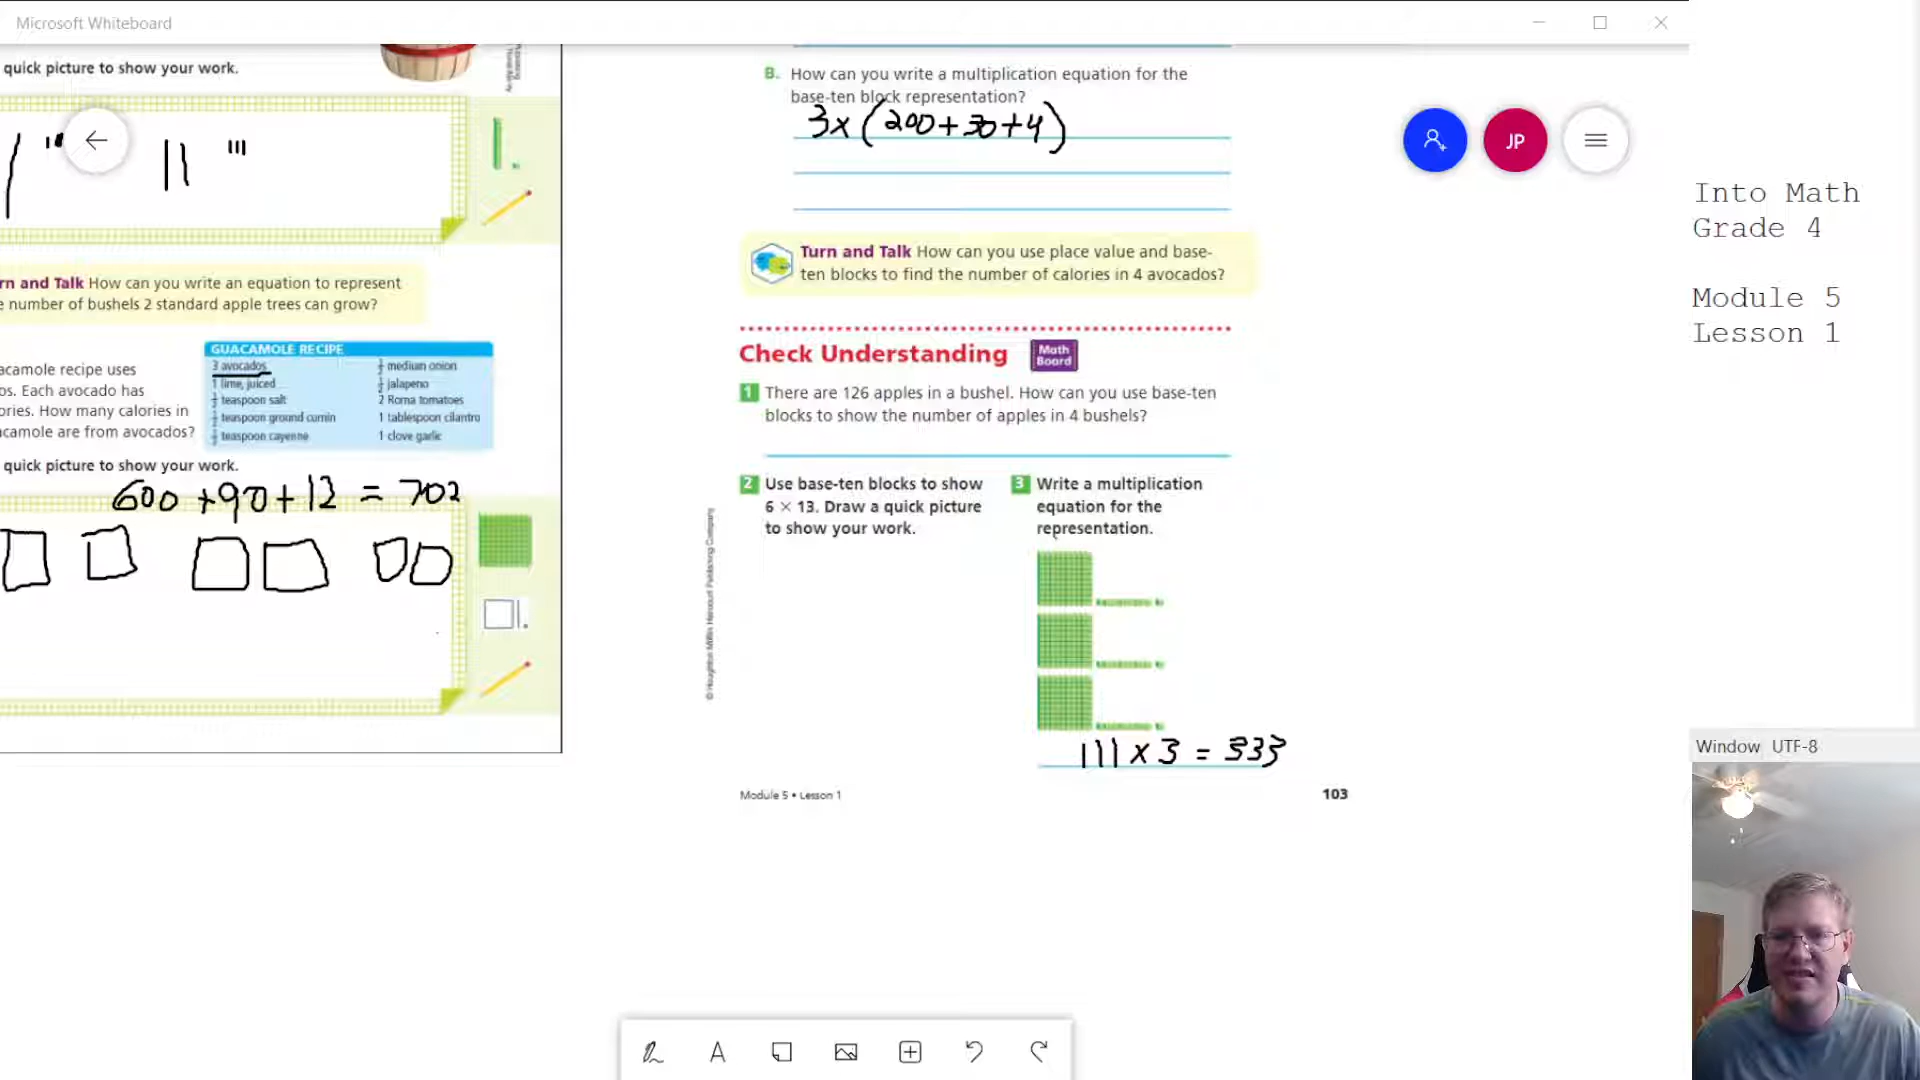 Microsoft Whiteboard
quick picture to show your work.
rn and Talk How can you write an equation to represent
e number of bushels 2 standard apple trees can grow?
acamole recipe uses
os. Each avocado has
ories. How many calories in
acamole are from avocados?
GUACAMOLE RECIPE
3 avocados
1 lime, juiced
teaspoon salt
teaspoon ground cumin
teaspoon cayenne
medium onion
jalapeno
2 Roma tomatoes
1 tablespoon cilantro
1 clove garlic
quick picture to show your work.
600 + 90 + 12 = 702
B. How can you write a multiplication equation for the
base-ten block representation?
3x (200+30+4)
Turn and Talk How can you use place value and base-
ten blocks to find the number of calories in 4 avocados?
Check Understanding
Math
Board
1 There are 126 apples in a bushel. How can you use base-ten
blocks to show the number of apples in 4 bushels?
2 Use base-ten blocks to show
6 × 13. Draw a quick picture
to show your work.
3 Write a multiplication
equation for the
representation.
111 x 3 = 333
© Houghton Mifflin Harcourt Publishing Company
Module 5 • Lesson 1
103
JP
Into Math
Grade 4
Module 5
Lesson 1
Window UTF-8